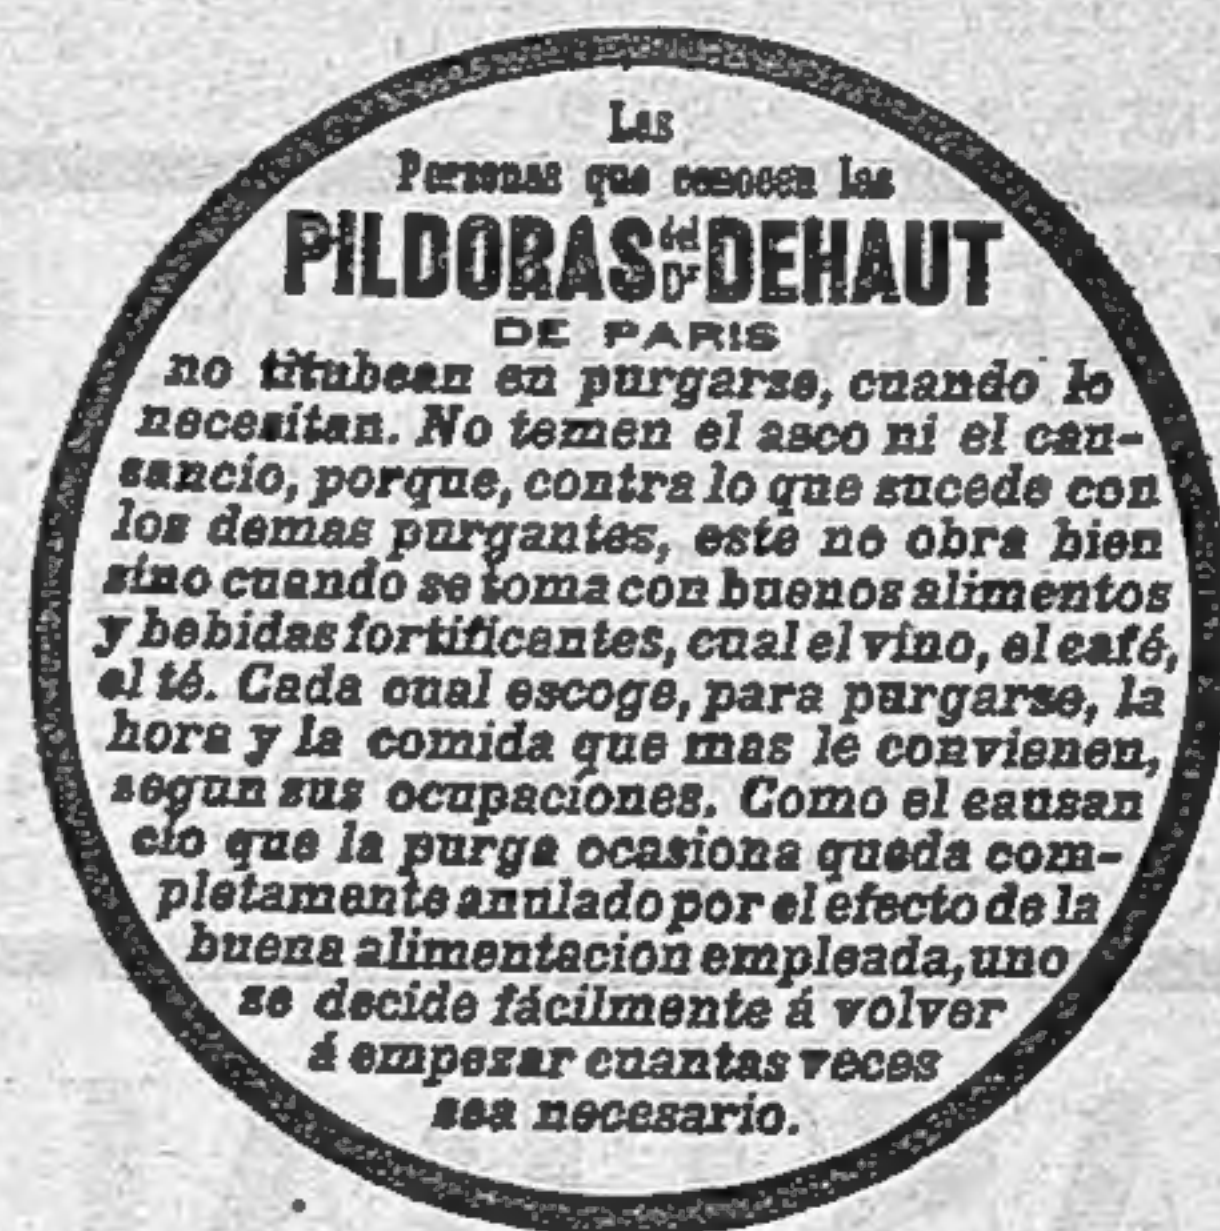 Las
Personas que conocen las
PILDORAS del Dr DEHAUT
DE PARIS
no titubean en purgarse, cuando lo
necesitan. No temen el asco ni el cau-
sancio, porque, contra lo que sucede con
los demas purgantes, este no obra bien
sino cuando se toma con buenos alimentos
y bebidas fortificantes, cual el vino, el café,
el té. Cada cual escoge, para purgarse, la
hora y la comida que mas le convienen,
segun sus ocupaciones. Como el causan
cio que la purga ocasiona queda com-
pletamente anulado por el efecto de la
buena alimentacion empleada, uno
se decide fácilmente á volver
á empezar cuantas veces
sea necesario.